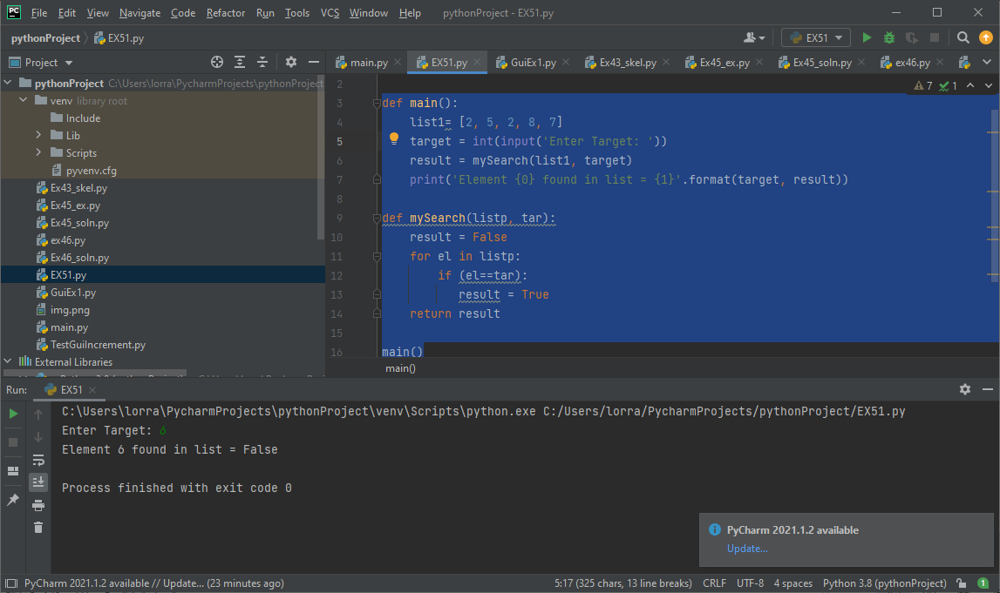 PC File Edit View Navigate Code Refactor Run Tools VCS Window Help pythonProject - EX51.py
pythonProject EX51.py EX51
Project main.py EX51.py GuiEx1.py Ex43_skel.py Ex45_ex.py Ex45_soln.py ex46.py
pythonProject C:\Users\lorra\PycharmProjects\pythonProject
venv library root
Include
Lib
Scripts
pyvenv.cfg
Ex43_skel.py
Ex45_ex.py
Ex45_soln.py
ex46.py
Ex46_soln.py
EX51.py
GuiEx1.py
img.png
main.py
TestGuiIncrement.py
External Libraries
7 1
2
3 def main():
4 list1= [2, 5, 2, 8, 7]
5 target = int(input('Enter Target: '))
6 result = mySearch(list1, target)
7 print('Element {0} found in list = {1}'.format(target, result))
8
9 def mySearch(listp, tar):
10 result = False
11 for el in listp:
12 if (el==tar):
13 result = True
14 return result
15
16 main()
main()
Run: EX51
C:\Users\lorra\PycharmProjects\pythonProject\venv\Scripts\python.exe C:/Users/lorra/PycharmProjects/pythonProject/EX51.py
Enter Target: 6
Element 6 found in list = False
Process finished with exit code 0
PyCharm 2021.1.2 available
Update...
PyCharm 2021.1.2 available // Update... (23 minutes ago) 5:17 (325 chars, 13 line breaks) CRLF UTF-8 4 spaces Python 3.8 (pythonProject) 1